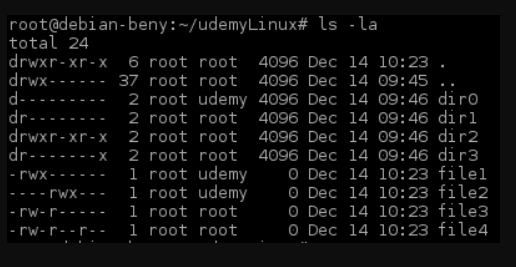 root@debian-beny:~/udemyLinux# ls -la
total 24
drwxr-xr-x  6 root root  4096 Dec 14 10:23 .
drwx------ 37 root root  4096 Dec 14 09:45 ..
d---------  2 root udemy 4096 Dec 14 09:46 dir0
dr--------  2 root root  4096 Dec 14 09:46 dir1
drwxr-xr-x  2 root root  4096 Dec 14 09:46 dir2
dr-------x  2 root root  4096 Dec 14 09:46 dir3
-rwx------  1 root udemy    0 Dec 14 10:23 file1
----rwx---  1 root udemy    0 Dec 14 10:23 file2
-rw-r-----  1 root root     0 Dec 14 10:23 file3
-rw-r--r--  1 root root     0 Dec 14 10:23 file4